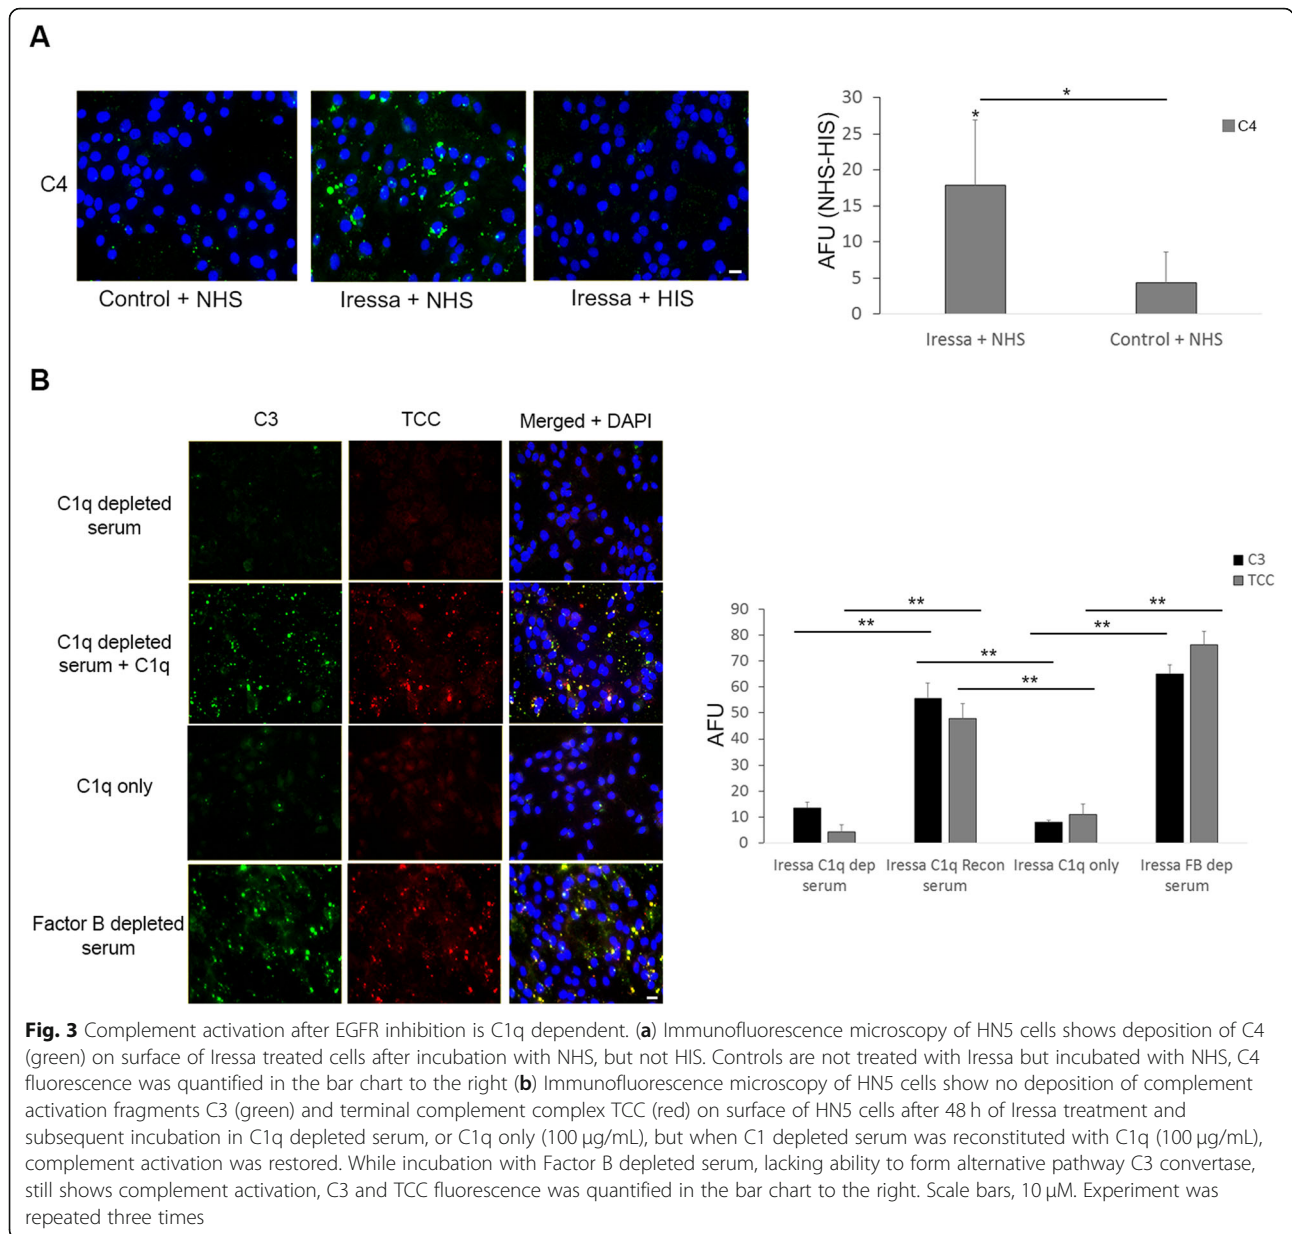 A
C4
Control + NHS
Iressa + NHS
Iressa + HIS
AFU (NHS-HIS)
30
25
20
15
10
5
0
*
*
C4
Iressa + NHS
Control + NHS
B
C3
TCC
Merged + DAPI
C1q depleted
serum
C1q depleted
serum + C1q
C1q only
Factor B depleted
serum
C3
TCC
AFU
90
80
70
60
50
40
30
20
10
0
**
**
**
**
**
**
Iressa C1q dep
serum
Iressa C1q Recon
serum
Iressa C1q only
Iressa FB dep
serum
Fig. 3 Complement activation after EGFR inhibition is C1q dependent. (a) Immunofluorescence microscopy of HN5 cells shows deposition of C4
(green) on surface of Iressa treated cells after incubation with NHS, but not HIS. Controls are not treated with Iressa but incubated with NHS, C4
fluorescence was quantified in the bar chart to the right (b) Immunofluorescence microscopy of HN5 cells show no deposition of complement
activation fragments C3 (green) and terminal complement complex TCC (red) on surface of HN5 cells after 48 h of Iressa treatment and
subsequent incubation in C1q depleted serum, or C1q only (100 μg/mL), but when C1 depleted serum was reconstituted with C1q (100 μg/mL),
complement activation was restored. While incubation with Factor B depleted serum, lacking ability to form alternative pathway C3 convertase,
still shows complement activation, C3 and TCC fluorescence was quantified in the bar chart to the right. Scale bars, 10 μM. Experiment was
repeated three times